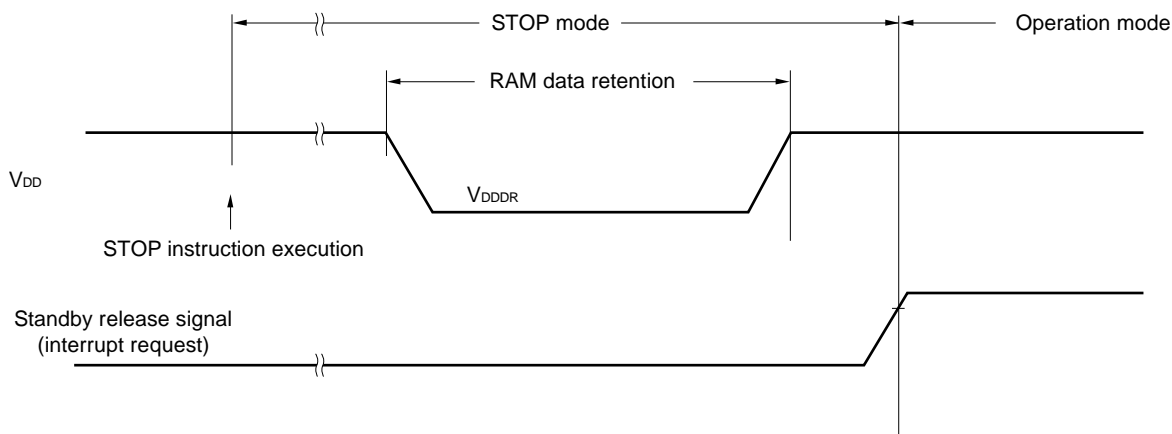 STOP mode
Operation mode
RAM data retention
VDD
VDDDR
STOP instruction execution
Standby release signal
(interrupt request)